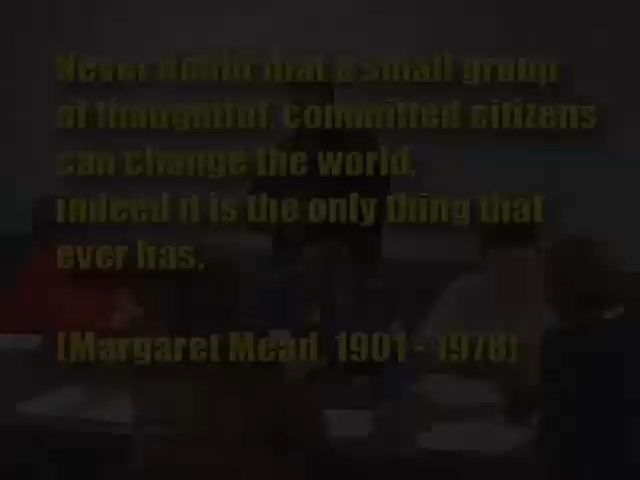 Never doubt that a small group
of thoughtful, committed citizens
can change the world,
indeed it is the only thing that
ever has.
[Margaret Mead, 1901 - 1978]